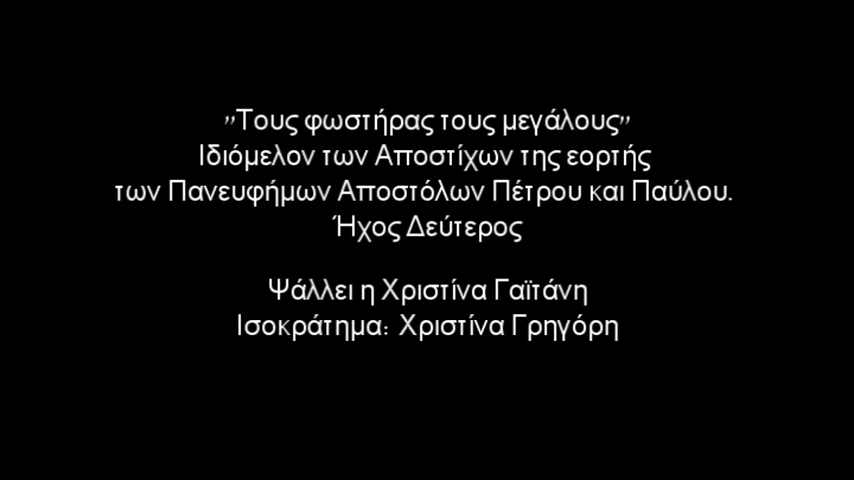 "Τους φωστήρας τους μεγάλους"
Ιδιόμελον των Αποστίχων της εορτής
των Πανευφήμων Αποστόλων Πέτρου και Παύλου.
Ήχος Δεύτερος
Ψάλλει η Χριστίνα Γαϊτάνη
Ισοκράτημα: Χριστίνα Γρηγόρη